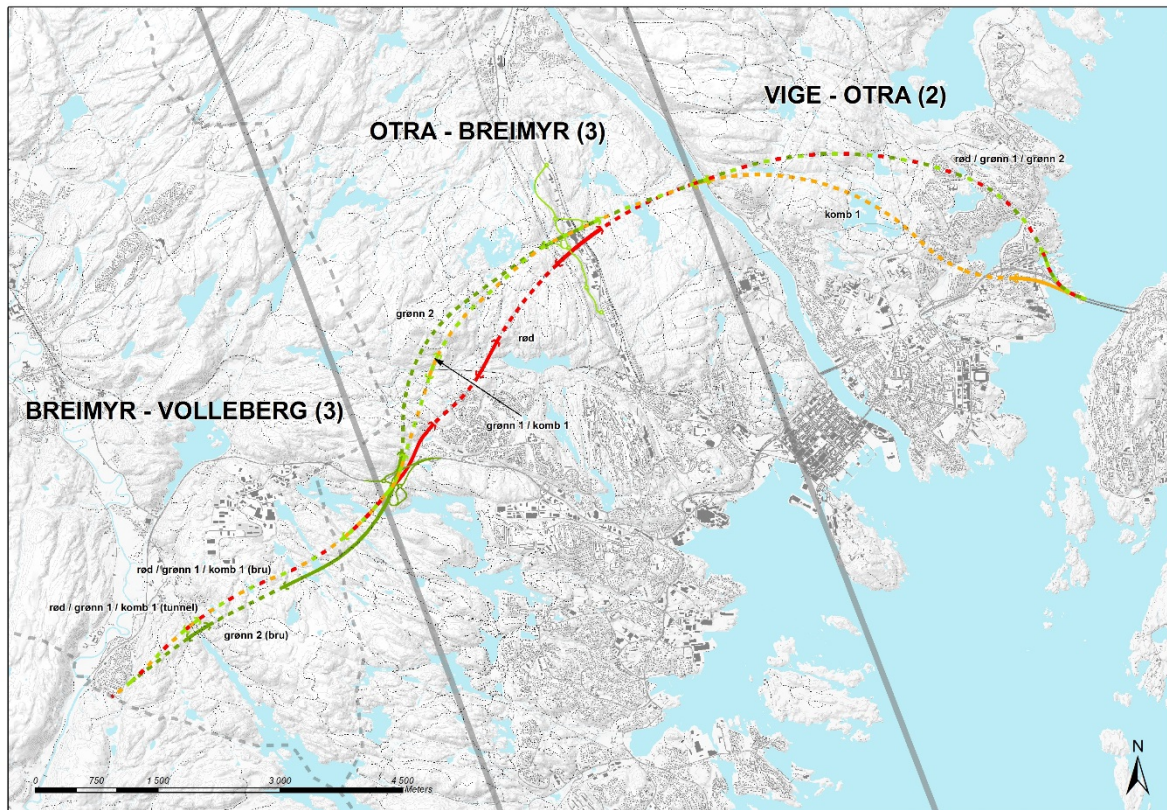 VIGE - OTRA (2)
OTRA - BREIMYR (3)
rød / grønn 1 / grønn 2
komb 1
grønn 2
rød
BREIMYR - VOLLEBERG (3)
grønn 1 / komb 1
rød / grønn 1 / komb 1 (bru)
rød / grønn 1 / komb 1 (tunnel)
grønn 2 (bru)
N
0 750 1 500 3 000 4 500
Meters